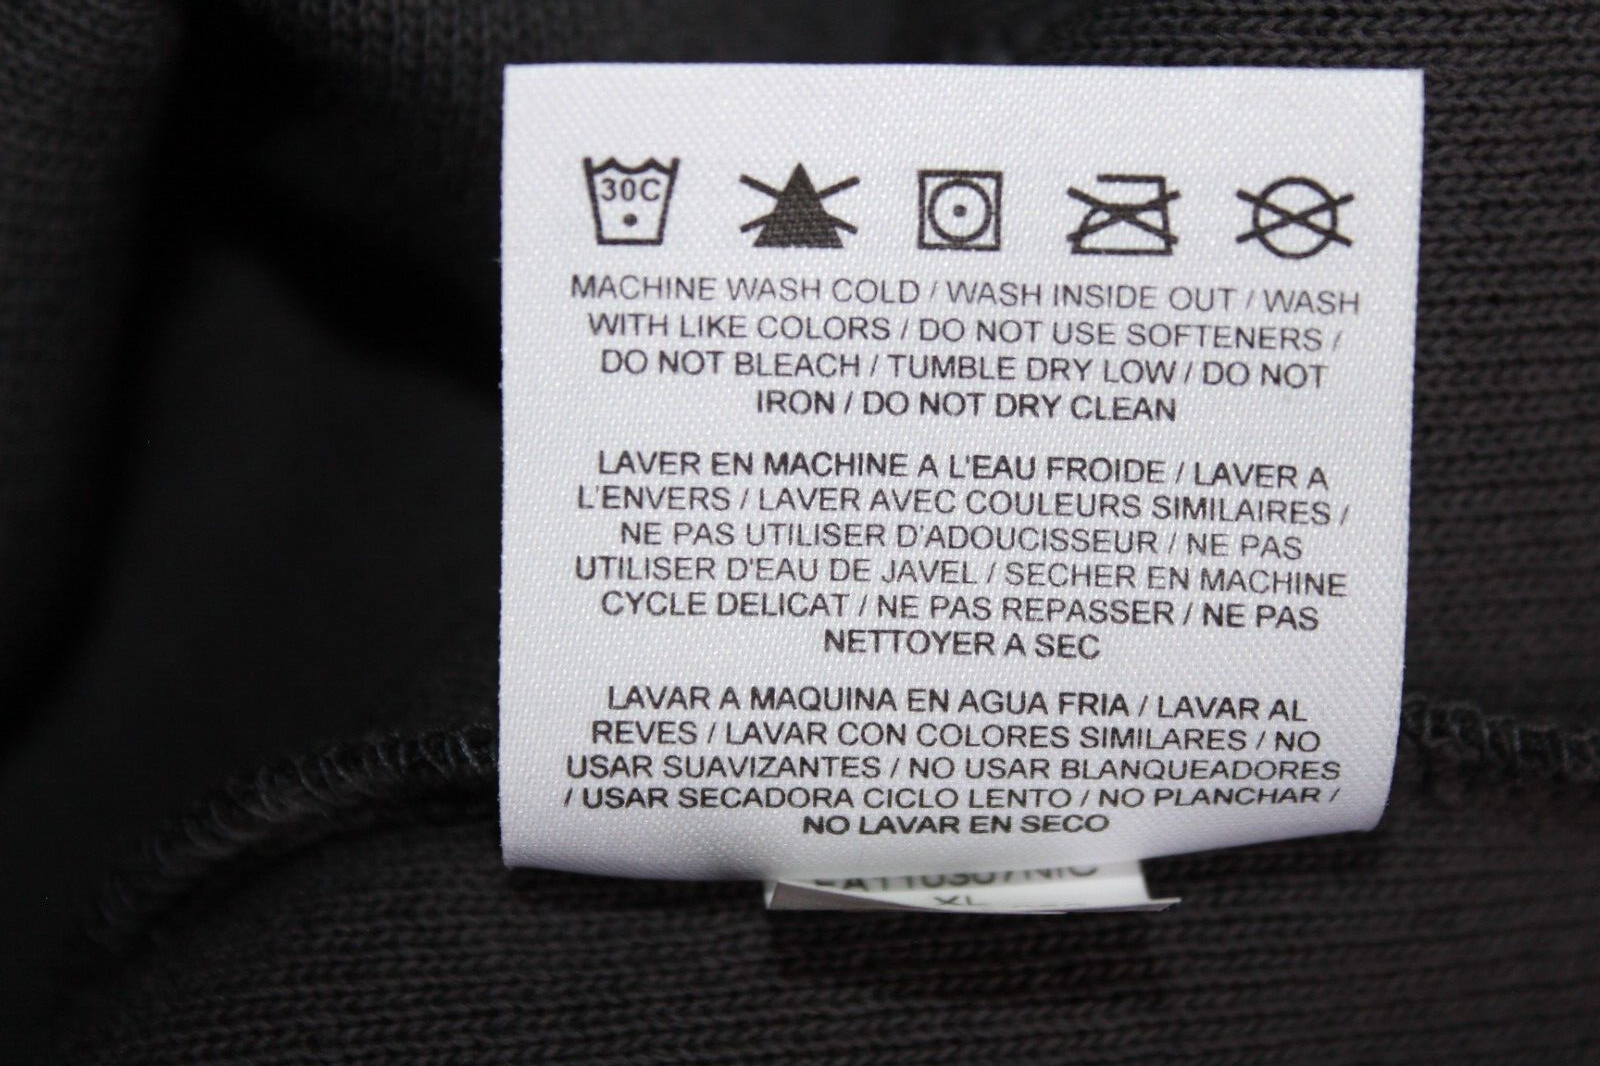 30C
MACHINE WASH COLD / WASH INSIDE OUT / WASH
WITH LIKE COLORS / DO NOT USE SOFTENERS /
DO NOT BLEACH / TUMBLE DRY LOW / DO NOT
IRON / DO NOT DRY CLEAN
LAVER EN MACHINE A L'EAU FROIDE / LAVER A
L'ENVERS / LAVER AVEC COULEURS SIMILAIRES /
NE PAS UTILISER D'ADOUCISSEUR / NE PAS
UTILISER D'EAU DE JAVEL / SECHER EN MACHINE
CYCLE DELICAT / NE PAS REPASSER / NE PAS
NETTOYER A SEC
LAVAR A MAQUINA EN AGUA FRIA / LAVAR AL
REVES / LAVAR CON COLORES SIMILARES / NO
USAR SUAVIZANTES / NO USAR BLANQUEADORES
/ USAR SECADORA CICLO LENTO / NO PLANCHAR /
NO LAVAR EN SECO
XL